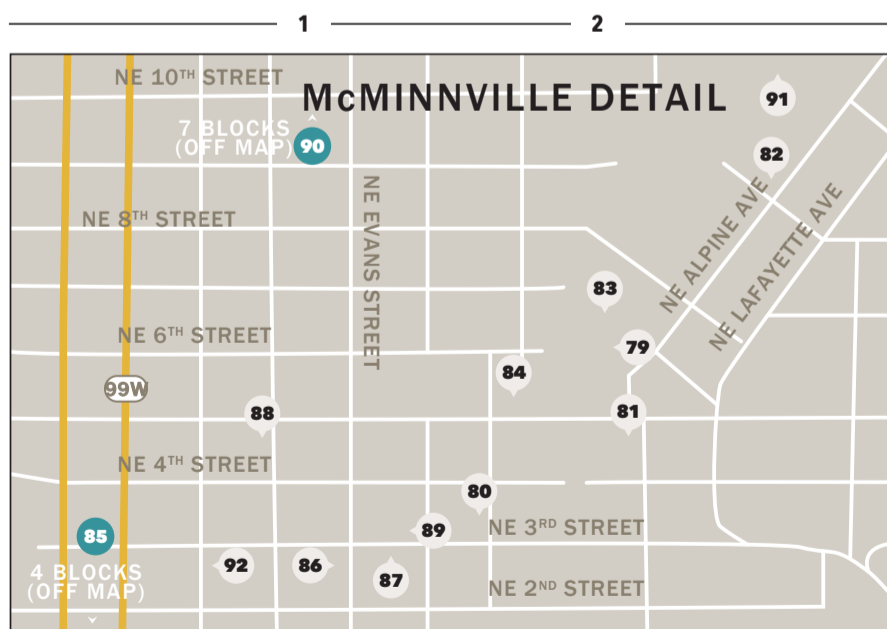 1 2
NE 10TH STREET
McMINNVILLE DETAIL
91
7 BLOCKS
(OFF MAP)
90
82
NE EVANS STREET
NE ALPINE AVE
NE LAFAYETTE AVE
NE 8TH STREET
83
NE 6TH STREET
79
84
99W
88
81
NE 4TH STREET
80
89
NE 3RD STREET
85
92
86
87
4 BLOCKS
(OFF MAP)
NE 2ND STREET